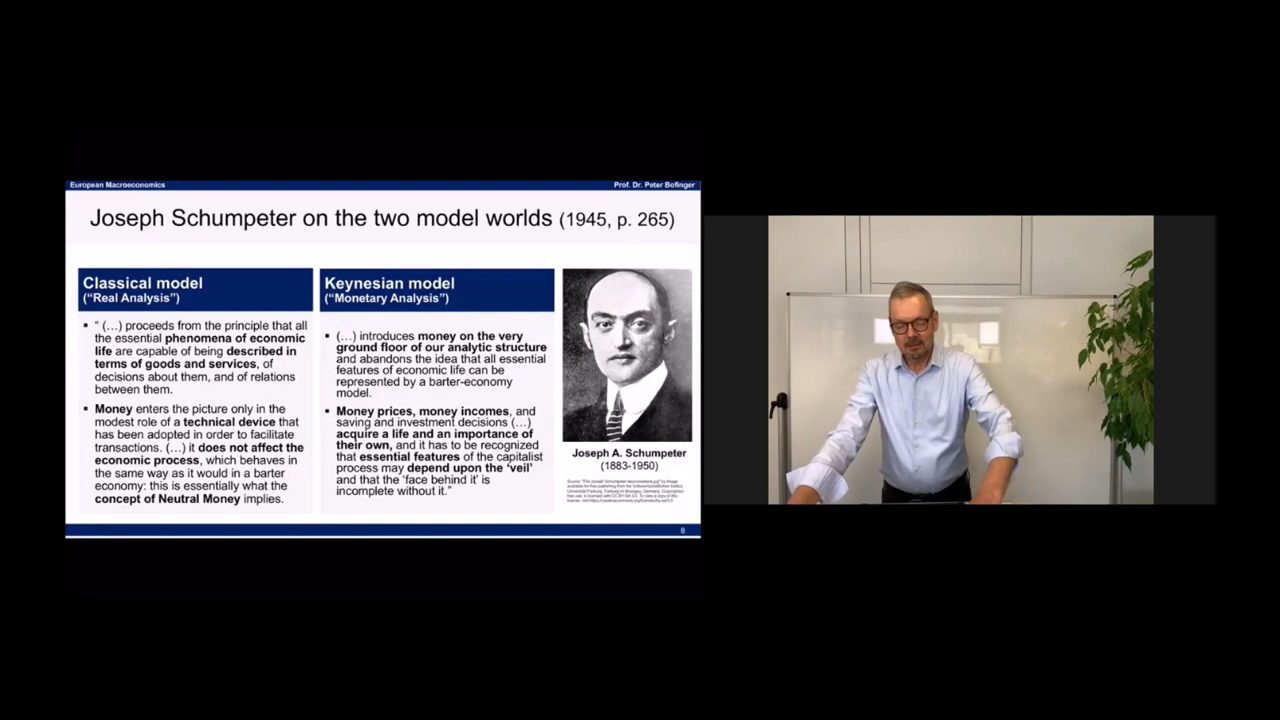 European Macroeconomics
Prof. Dr. Peter Bofinger
Joseph Schumpeter on the two model worlds (1945, p. 265)
Classical model
(“Real Analysis”)
▪ “ (…) proceeds from the principle that all
the essential phenomena of economic
life are capable of being described in
terms of goods and services, of
decisions about them, and of relations
between them.
▪ Money enters the picture only in the
modest role of a technical device that
has been adopted in order to facilitate
transactions. (…) it does not affect the
economic process, which behaves in
the same way as it would in a barter
economy: this is essentially what the
concept of Neutral Money implies.
Keynesian model
(“Monetary Analysis”)
▪ (…) introduces money on the very
ground floor of our analytic structure
and abandons the idea that all essential
features of economic life can be
represented by a barter-economy
model.
▪ Money prices, money incomes, and
saving and investment decisions (…)
acquire a life and an importance of
their own, and it has to be recognized
that essential features of the capitalist
process may depend upon the ‘veil’
and that the ‘face behind it’ is
incomplete without it.”
Joseph A. Schumpeter
(1883-1950)
8